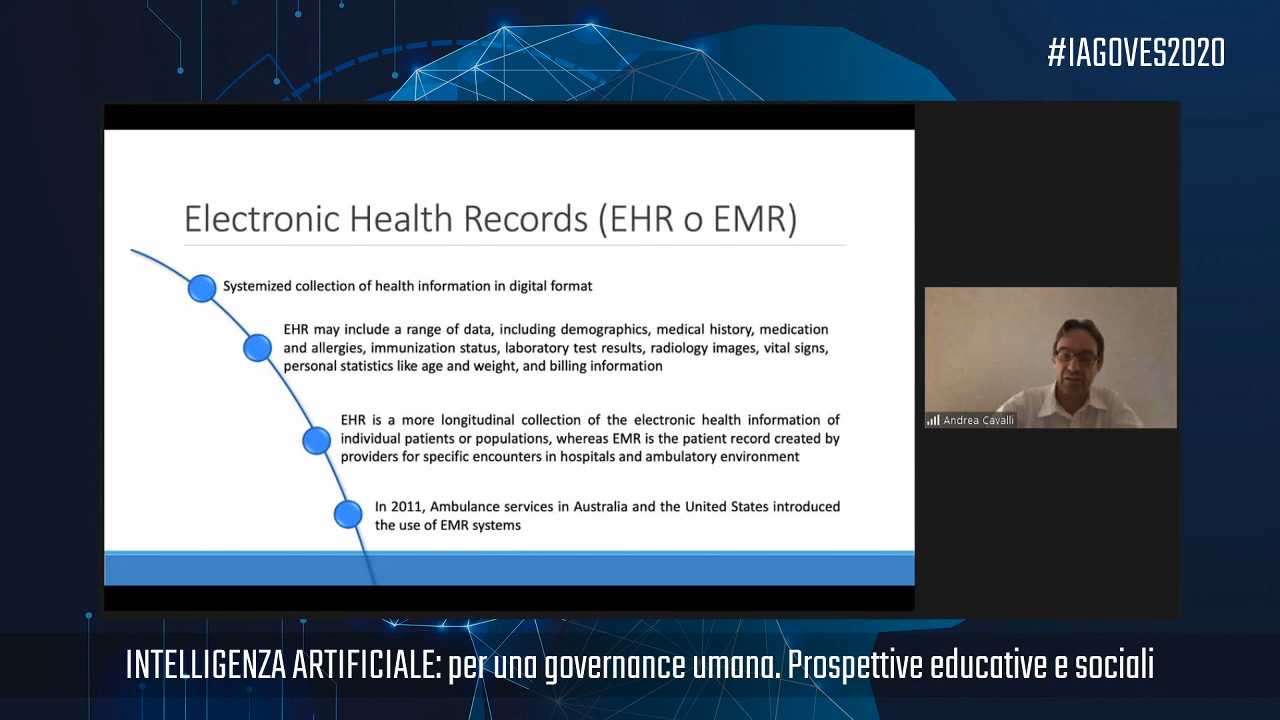 #IAGOVES2020
Electronic Health Records (EHR o EMR)
Systemized collection of health information in digital format
EHR may include a range of data, including demographics, medical history, medication
and allergies, immunization status, laboratory test results, radiology images, vital signs,
personal statistics like age and weight, and billing information
EHR is a more longitudinal collection of the electronic health information of
individual patients or populations, whereas EMR is the patient record created by
providers for specific encounters in hospitals and ambulatory environment
In 2011, Ambulance services in Australia and the United States introduced
the use of EMR systems
Andrea Cavalli
INTELLIGENZA ARTIFICIALE: per una governance umana. Prospettive educative e sociali